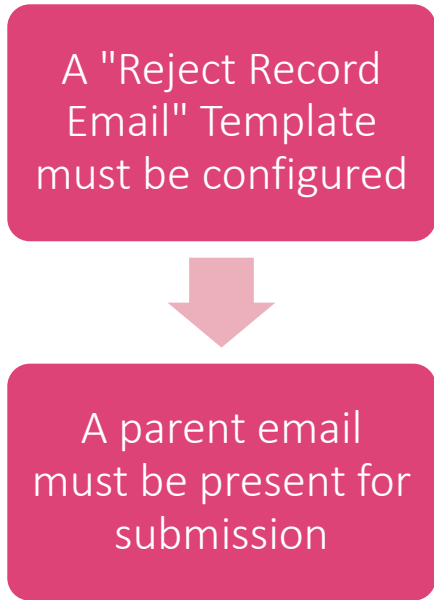 A "Reject Record
Email" Template
must be configured
A parent email
must be present for
submission